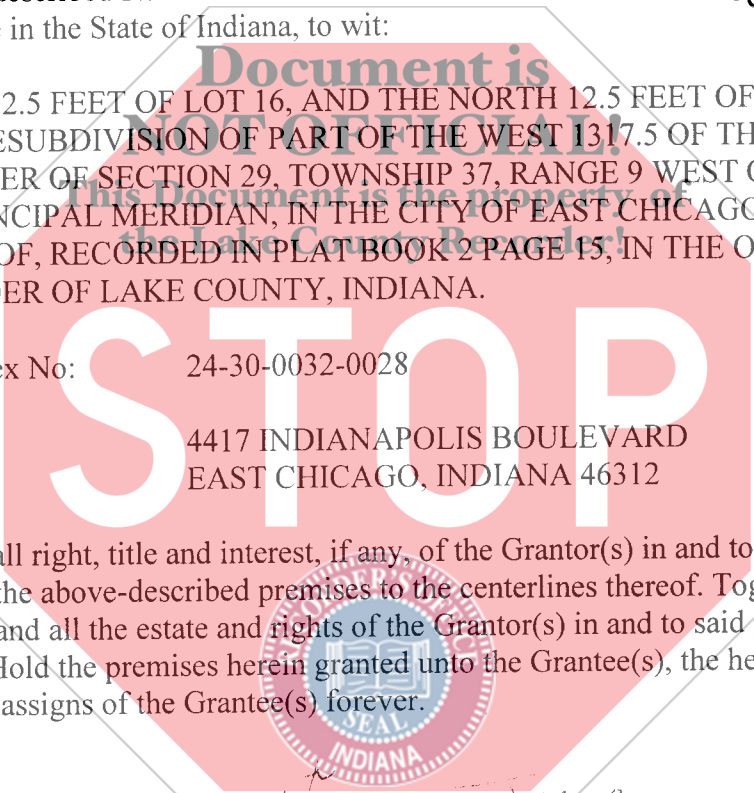 e in the State of Indiana, to wit:
Document is
2.5 FEET OF LOT 16, AND THE NORTH 12.5 FEET OF
NOT OFFICIAL!
ESUBDIVISION OF PART OF THE WEST 1317.5 OF TH
ER OF SECTION 29, TOWNSHIP 37, RANGE 9 WEST
This Document is the property of
NCIPAL MERIDIAN, IN THE CITY OF EAST CHICAGO
the Lake County Recorder!
OF, RECORDED IN PLAT BOOK 2 PAGE 15, IN THE O
DER OF LAKE COUNTY, INDIANA.
STOP
ex No: 24-30-0032-0028
4417 INDIANAPOLIS BOULEVARD
EAST CHICAGO, INDIANA 46312
all right, title and interest, if any, of the Grantor(s) in and to
the above-described premises to the centerlines thereof. Tog
and all the estate and rights of the Grantor(s) in and to said
Hold the premises herein granted unto the Grantee(s), the he
assigns of the Grantee(s) forever.
RECORDER'S OFFICE
SEAL
INDIANA